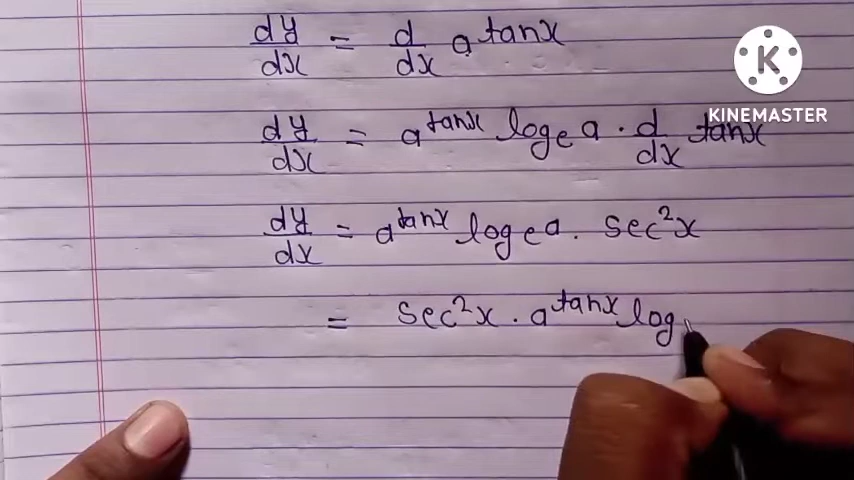 dy/dx = d/dx a^tanx
K
KINEMASTER
dy/dx = a^tanx logₑ a · d/dx tanx
dy/dx = a^tanx logₑ a · sec²x
= sec²x · a^tanx log